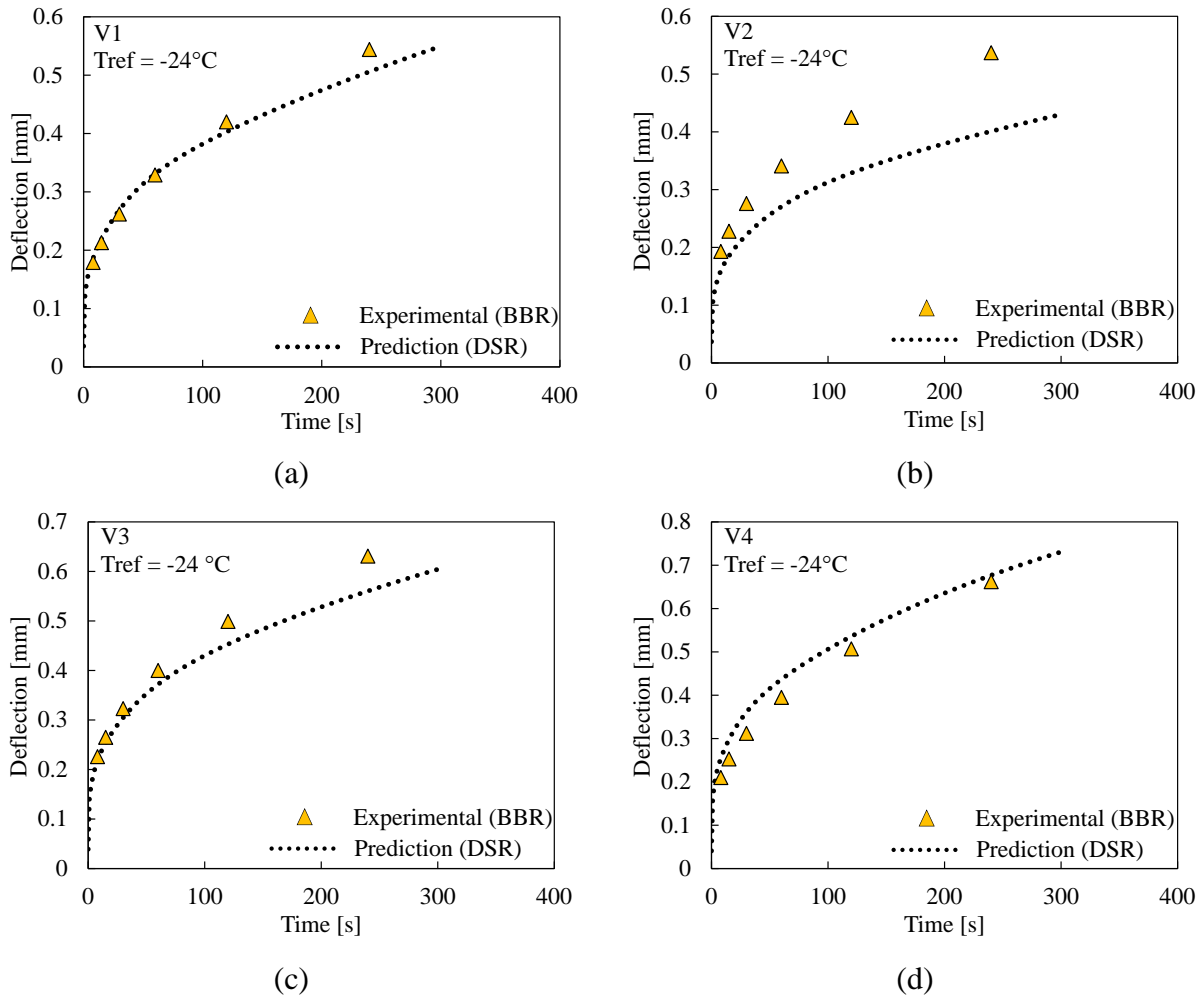 V1
Tref = -24°C
0.6
0.5
0.4
0.3
0.2
0.1
0
Deflection [mm]
Experimental (BBR)
Prediction (DSR)
0 100 200 300 400
Time [s]
(a)
V2
Tref = -24°C
0.6
0.5
0.4
0.3
0.2
0.1
0
Deflection [mm]
Experimental (BBR)
Prediction (DSR)
0 100 200 300 400
Time [s]
(b)
V3
Tref = -24 °C
0.7
0.6
0.5
0.4
0.3
0.2
0.1
0
Deflection [mm]
Experimental (BBR)
Prediction (DSR)
0 100 200 300 400
Time [s]
(c)
V4
Tref = -24°C
0.8
0.7
0.6
0.5
0.4
0.3
0.2
0.1
0
Deflection [mm]
Experimental (BBR)
Prediction (DSR)
0 100 200 300 400
Time [s]
(d)